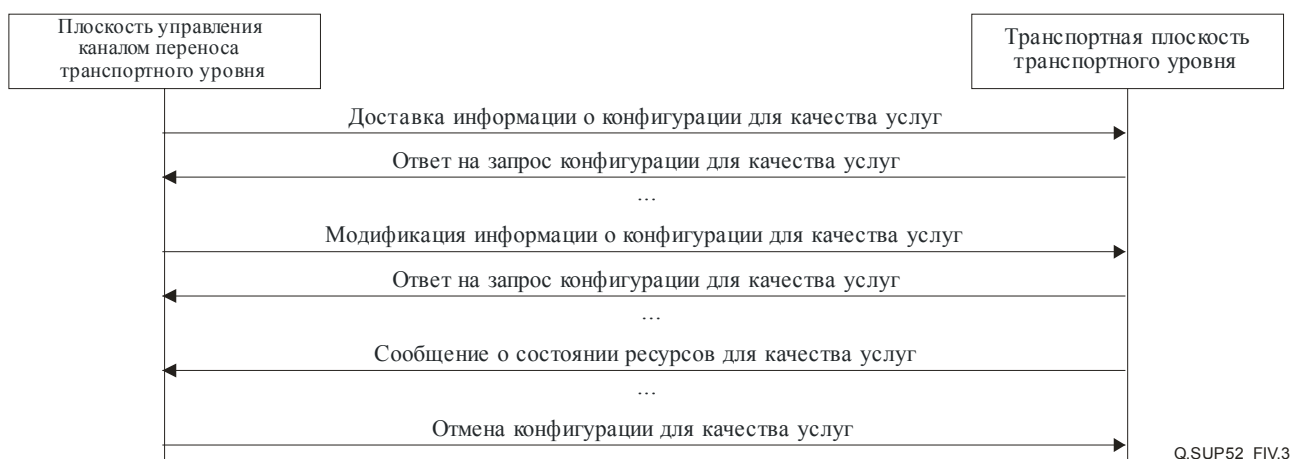 Плоскость управления
каналом переноса
транспортного уровня
Транспортная плоскость
транспортного уровня
Доставка информации о конфигурации для качества услуг
Ответ на запрос конфигурации для качества услуг
...
Модификация информации о конфигурации для качества услуг
Ответ на запрос конфигурации для качества услуг
...
Сообщение о состоянии ресурсов для качества услуг
...
Отмена конфигурации для качества услуг
Q.SUP52_FIV.3